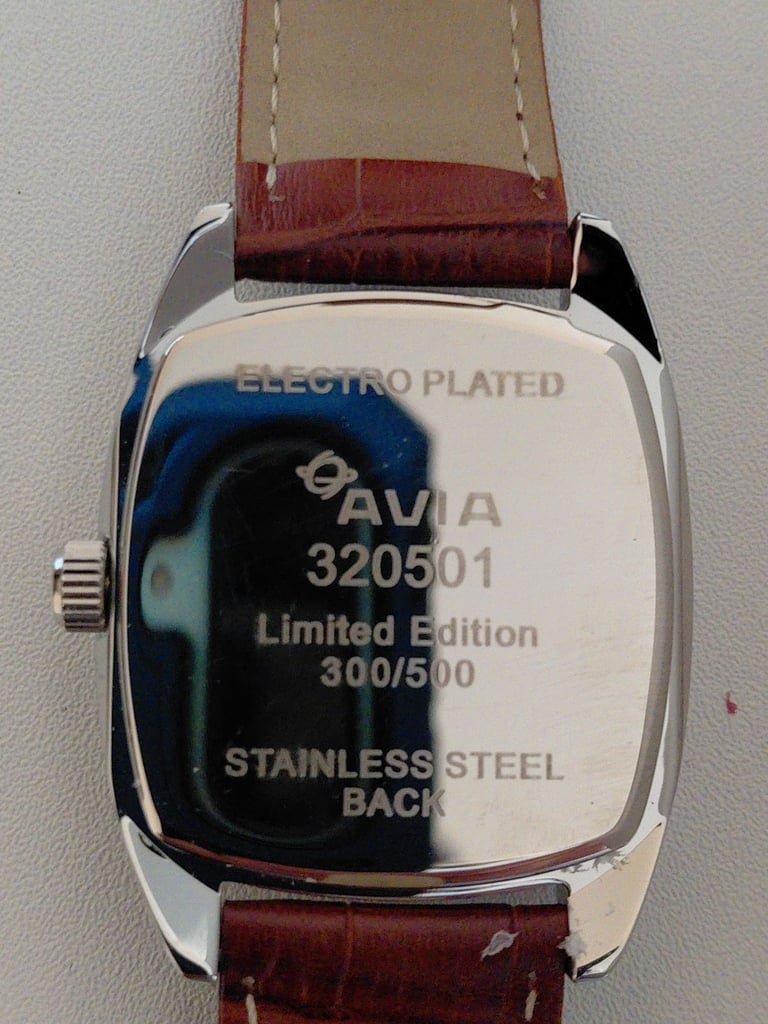 ELECTRO PLATED
AVIA
320501
Limited Edition
300/500
STAINLESS STEEL
BACK